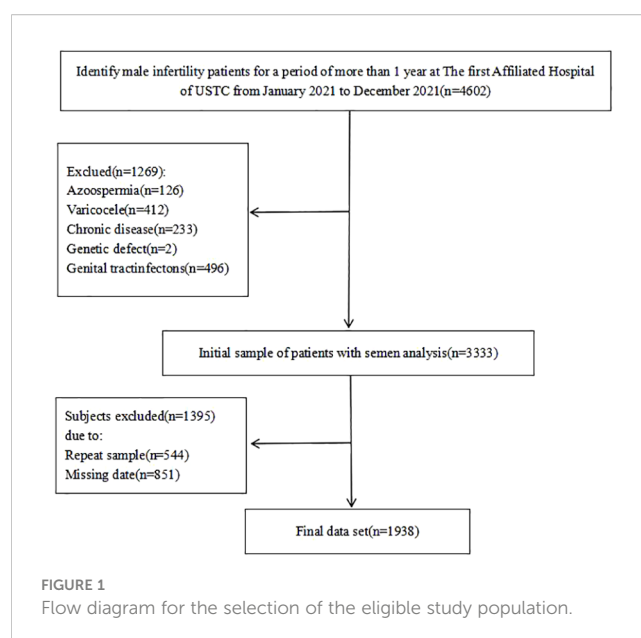 Identify male infertility patients for a period of more than 1 year at The first Affiliated Hospital
of USTC from January 2021 to December 2021(n=4602)
Exclued(n=1269):
Azoospermia(n=126)
Varicocele(n=412)
Chronic disease(n=233)
Genetic defect(n=2)
Genital tractinfectons(n=496)
Initial sample of patients with semen analysis(n=3333)
Subjects excluded(n=1395)
due to:
Repeat sample(n=544)
Missing date(n=851)
Final data set(n=1938)
FIGURE 1
Flow diagram for the selection of the eligible study population.